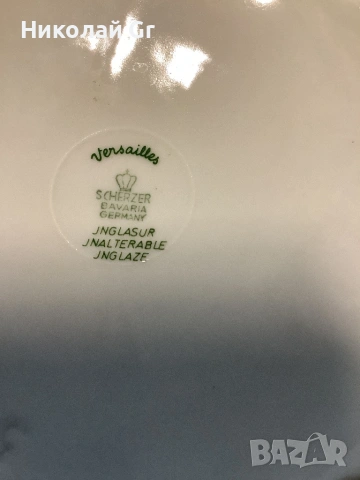 Николай Gr
Versailles
SCHERZER
BAVARIA
GERMANY
JNGLASUR
JNALTERABLE
JNGLAZE
BAZAR